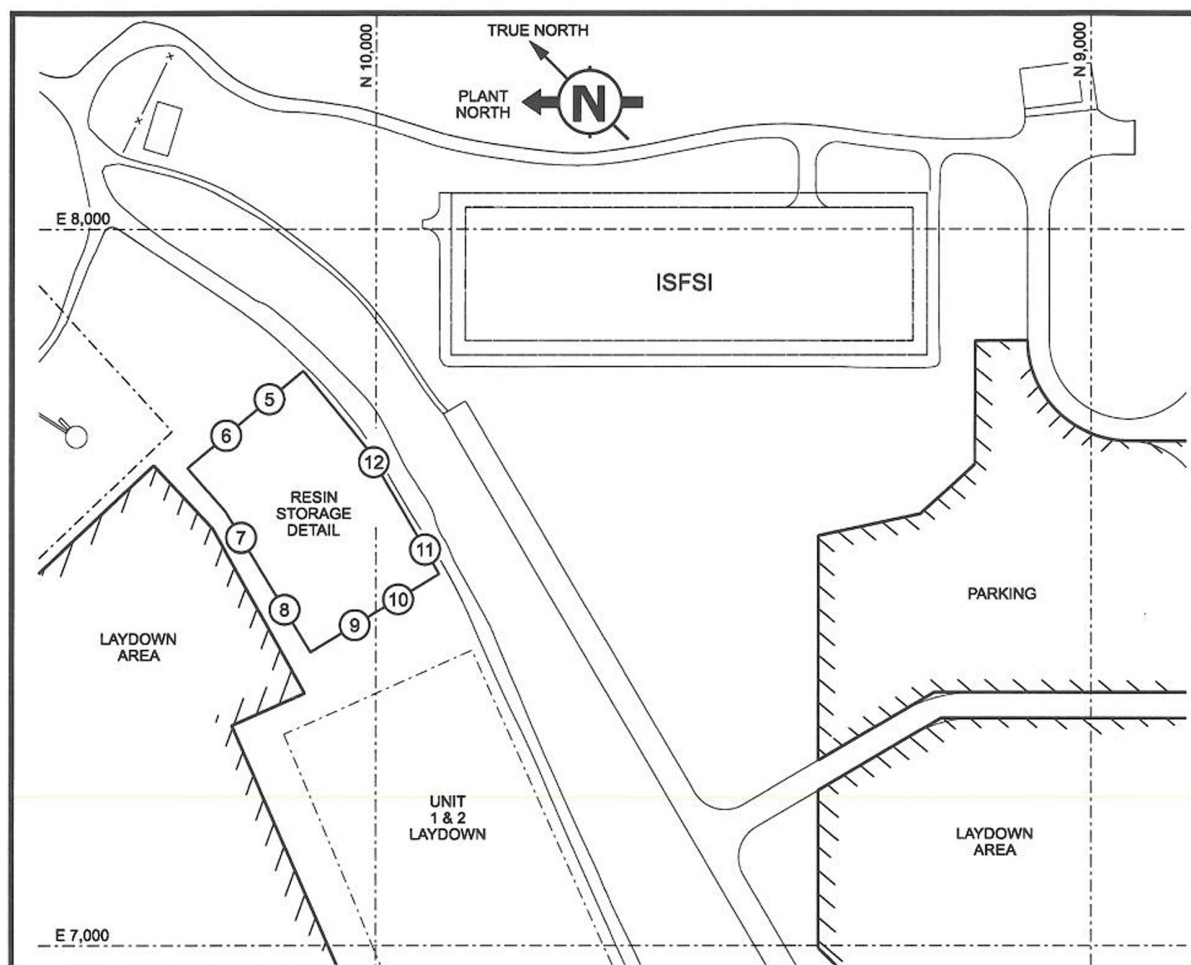 TRUE NORTH
N 10,000
N 9,000
PLANT
NORTH
N
E 8,000
ISFSI
5
6
12
RESIN
STORAGE
DETAIL
7
11
8
10
9
PARKING
LAYDOWN
AREA
UNIT
1 & 2
LAYDOWN
LAYDOWN
AREA
E 7,000